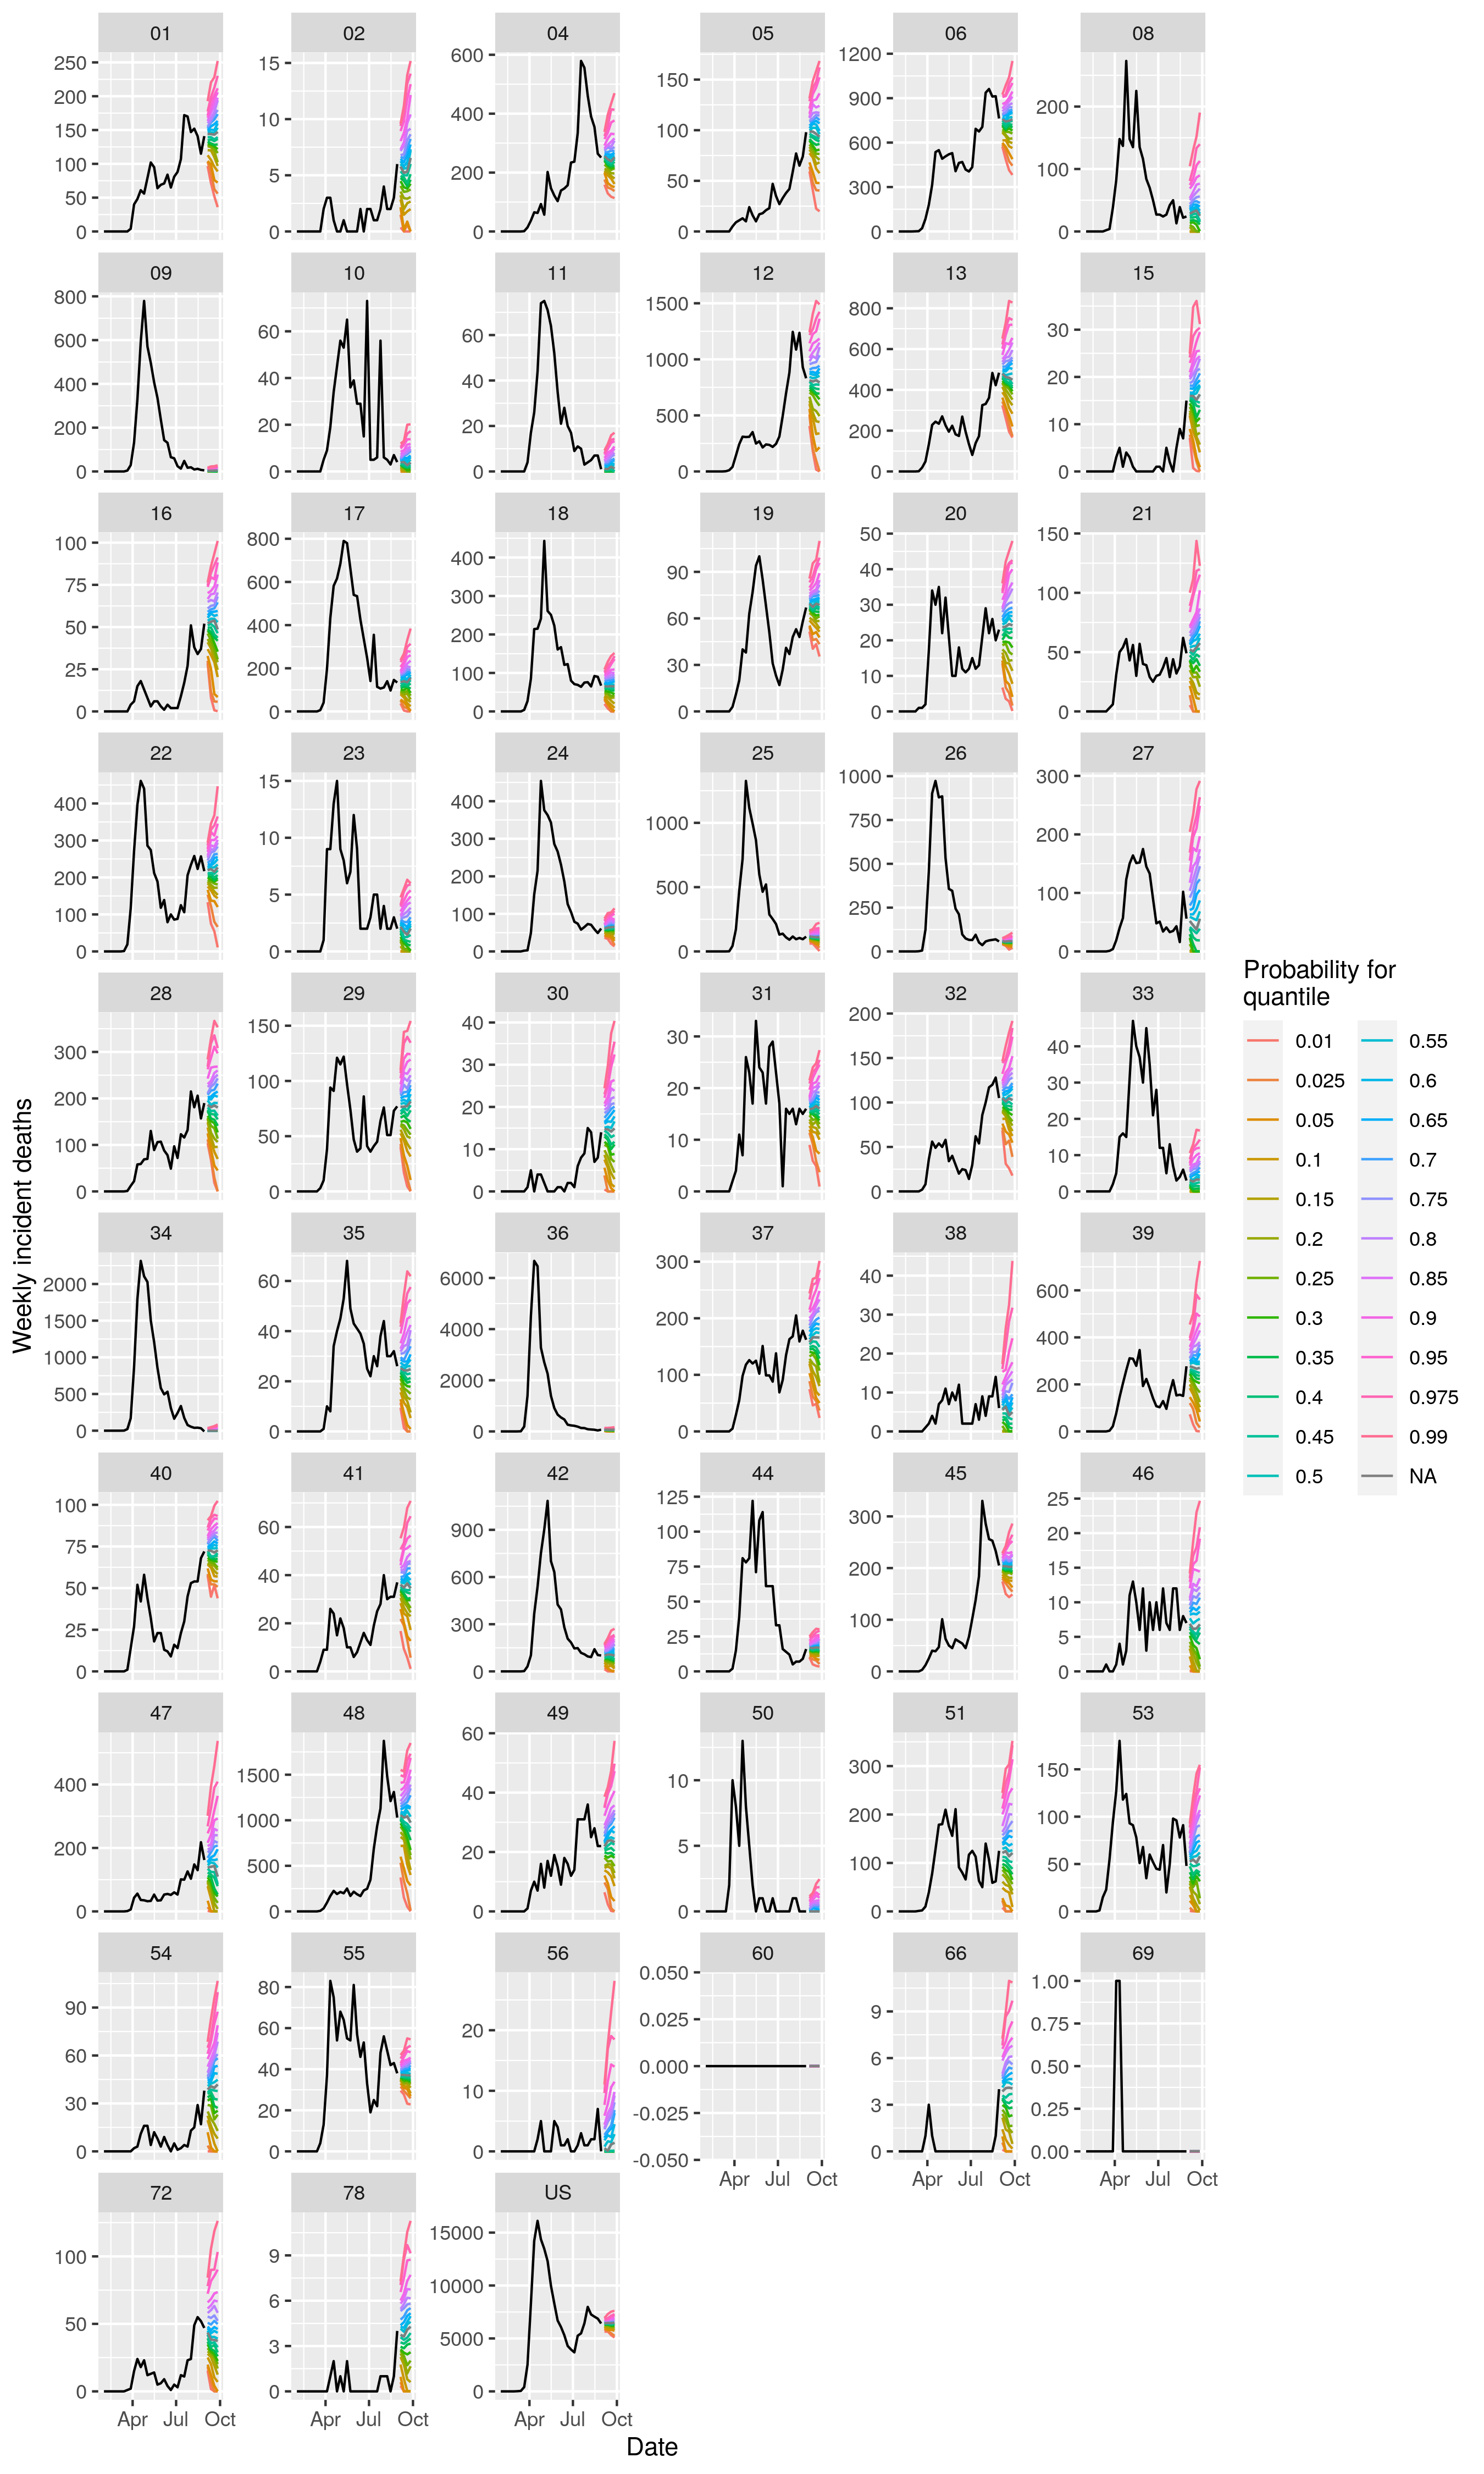 01 02 04 05 06 08
250 200 150 100 50 0
15 10 5 0
600 400 200 0
150 100 50 0
1200 900 600 300 0
200 100 0
09 10 11 12 13 15
800 600 400 200 0
60 40 20 0
60 40 20 0
1500 1000 500 0
800 600 400 200 0
30 20 10 0
16 17 18 19 20 21
100 75 50 25 0
800 600 400 200 0
400 300 200 100 0
90 60 30 0
50 40 30 20 10 0
150 100 50 0
22 23 24 25 26 27
400 300 200 100 0
15 10 5 0
400 300 200 100 0
1000 500 0
1000 750 500 250 0
300 200 100 0
28 29 30 31 32 33
300 200 100 0
150 100 50 0
40 30 20 10 0
30 20 10 0
200 150 100 50 0
40 30 20 10 0
34 35 36 37 38 39
2000 1500 1000 500 0
60 40 20 0
6000 4000 2000 0
300 200 100 0
40 30 20 10 0
600 400 200 0
40 41 42 44 45 46
100 75 50 25 0
60 40 20 0
900 600 300 0
125 100 75 50 25 0
300 200 100 0
25 20 15 10 5 0
47 48 49 50 51 53
400 200 0
1500 1000 500 0
60 40 20 0
10 5 0
300 200 100 0
150 100 50 0
54 55 56 60 66 69
90 60 30 0
80 60 40 20 0
20 10 0
0.050 0.025 0.000 -0.025 -0.050
9 6 3 0
1.00 0.75 0.50 0.25 0.00
Apr Jul Oct
Apr Jul Oct
Apr Jul Oct
72 78 US
100 50 0
9 6 3 0
15000 10000 5000 0
Apr Jul Oct
Apr Jul Oct
Apr Jul Oct
Date
Weekly incident deaths
Probability for
quantile
0.01 0.55
0.025 0.6
0.05 0.65
0.1 0.7
0.15 0.75
0.2 0.8
0.25 0.85
0.3 0.9
0.35 0.95
0.4 0.975
0.45 0.99
0.5 NA